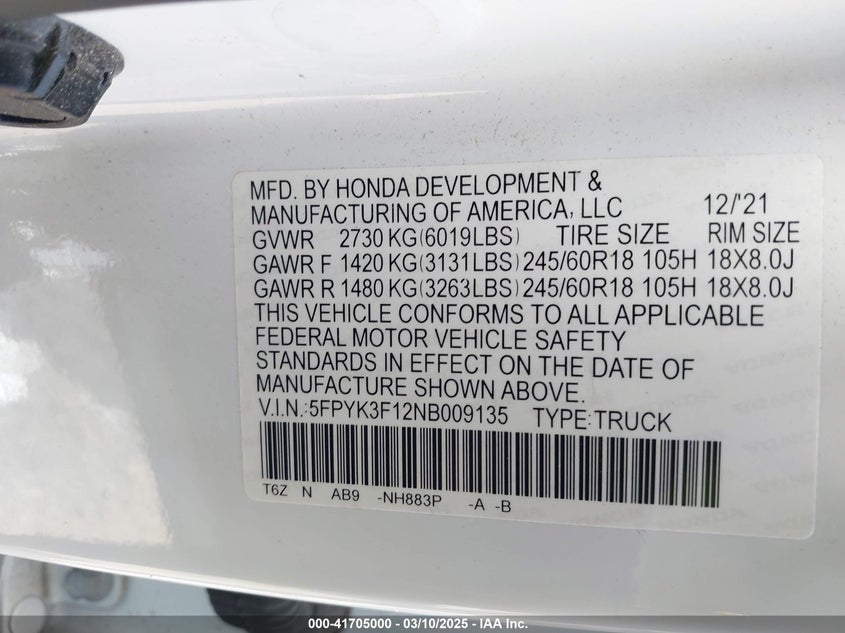 MFD. BY HONDA DEVELOPMENT &
MANUFACTURING OF AMERICA, LLC 12/'21
GVWR 2730 KG(6019LBS) TIRE SIZE RIM SIZE
GAWR F 1420 KG(3131LBS) 245/60R18 105H 18X8.0J
GAWR R 1480 KG(3263LBS) 245/60R18 105H 18X8.0J
THIS VEHICLE CONFORMS TO ALL APPLICABLE
FEDERAL MOTOR VEHICLE SAFETY
STANDARDS IN EFFECT ON THE DATE OF
MANUFACTURE SHOWN ABOVE.
V.I.N.:5FPYK3F12NB009135 TYPE:TRUCK
T6Z N AB9 -NH883P -A -B
000-41705000 - 03/10/2025 - IAA Inc.